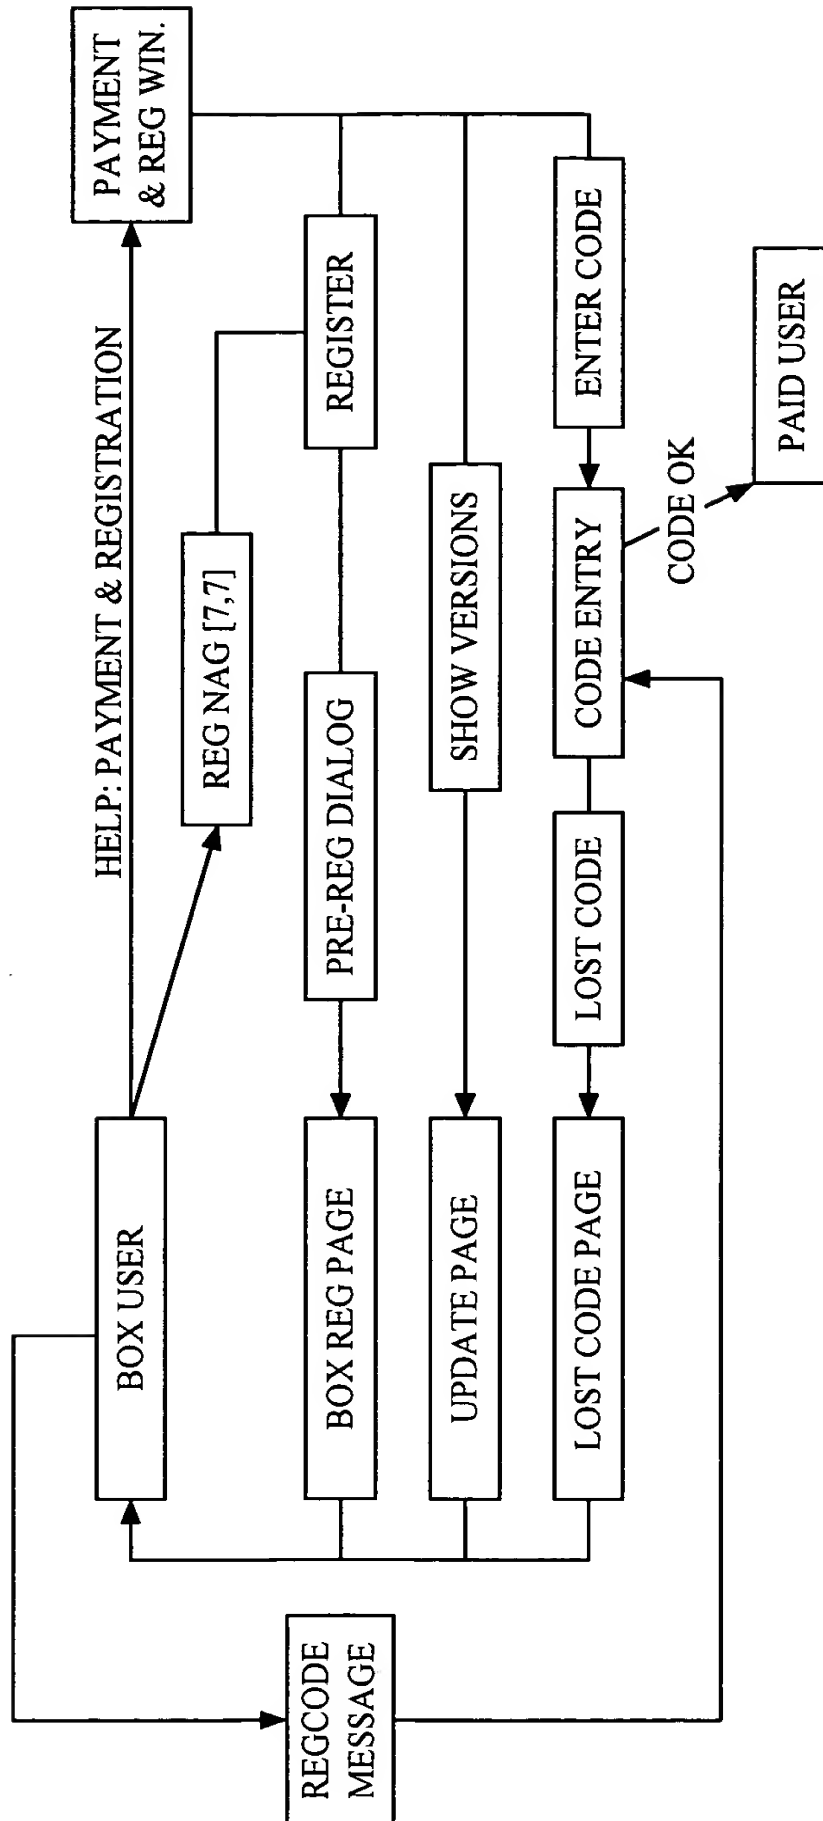 BOX USER
HELP: PAYMENT & REGISTRATION
PAYMENT
& REG WIN.
REG NAG [7,7]
REGCODE
MESSAGE
BOX REG PAGE
PRE-REG DIALOG
REGISTER
UPDATE PAGE
SHOW VERSIONS
LOST CODE PAGE
LOST CODE
CODE ENTRY
ENTER CODE
CODE OK
PAID USER